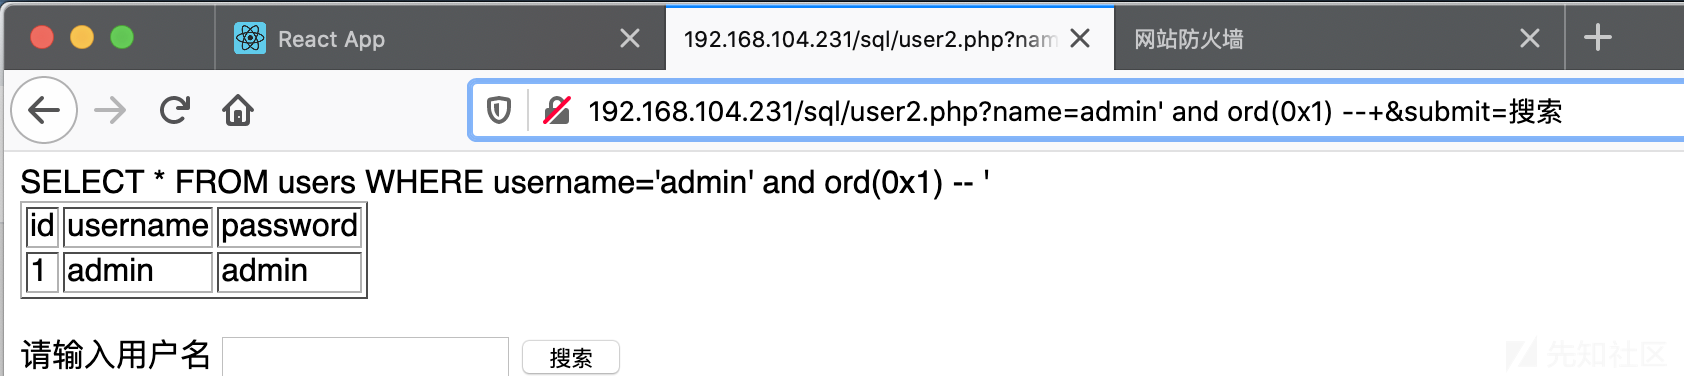 React App
192.168.104.231/sql/user2.php?nam
网站防火墙
192.168.104.231/sql/user2.php?name=admin' and ord(0x1) --+&submit=搜索
SELECT * FROM users WHERE username='admin' and ord(0x1) -- '
id username password
1 admin admin
请输入用户名 搜索
先知社区